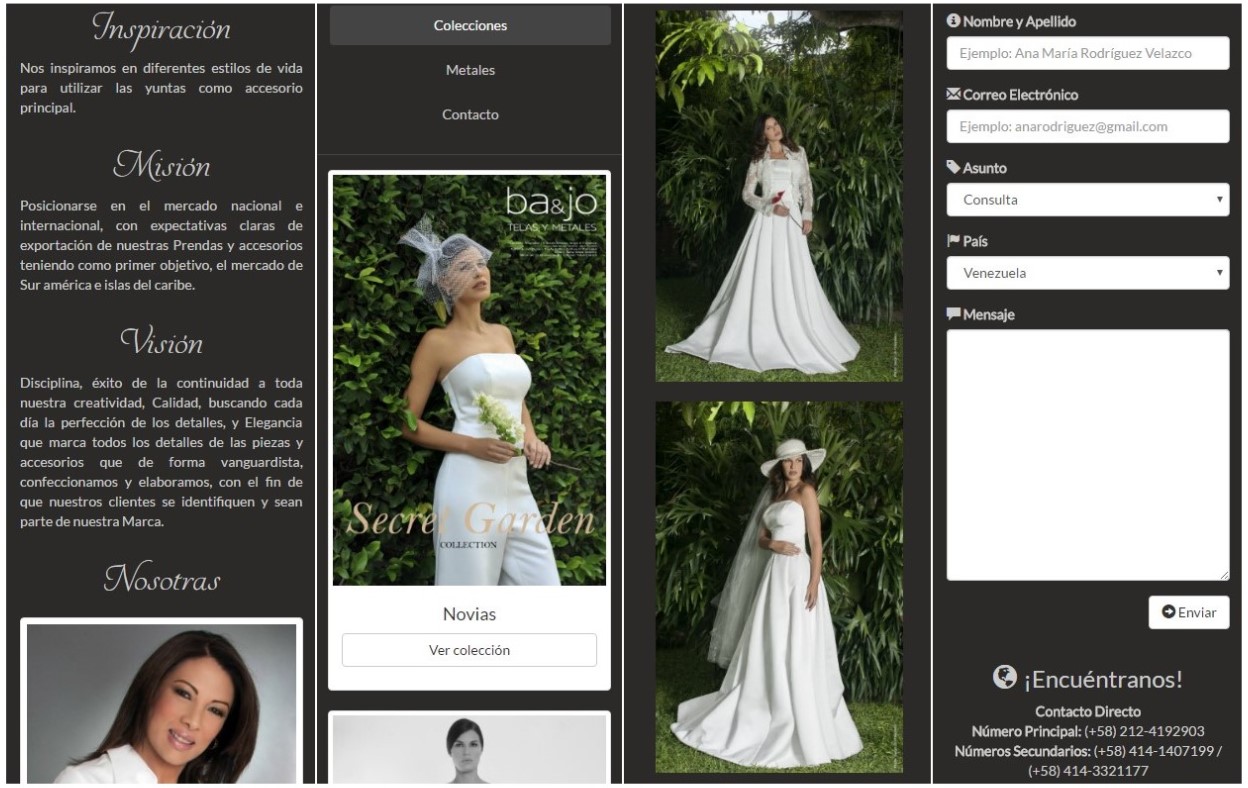 Inspiración
Nos inspiramos en diferentes estilos de vida
para utilizar las yuntas como accesorio
principal.
Misión
Posicionarse en el mercado nacional e
internacional, con expectativas claras de
exportación de nuestras Prendas y accesorios
teniendo como primer objetivo, el mercado de
Sur américa e islas del caribe.
Visión
Disciplina, éxito de la continuidad a toda
nuestra creatividad, Calidad, buscando cada
día la perfección de los detalles, y Elegancia
que marca todos los detalles de las piezas y
accesorios que de forma vanguardista,
confeccionamos y elaboramos, con el fin de
que nuestros clientes se identifiquen y sean
parte de nuestra Marca.
Nosotras
Colecciones
Metales
Contacto
ba&jo
TELAS Y METALES
Secret Garden
COLLECTION
Novias
Ver colección
Nombre y Apellido
Ejemplo: Ana María Rodríguez Velazco
Correo Electrónico
Ejemplo: anarodriguez@gmail.com
Asunto
Consulta
País
Venezuela
Mensaje
Enviar
¡Encuéntranos!
Contacto Directo
Número Principal: (+58) 212-4192903
Números Secundarios: (+58) 414-1407199 /
(+58) 414-3321177